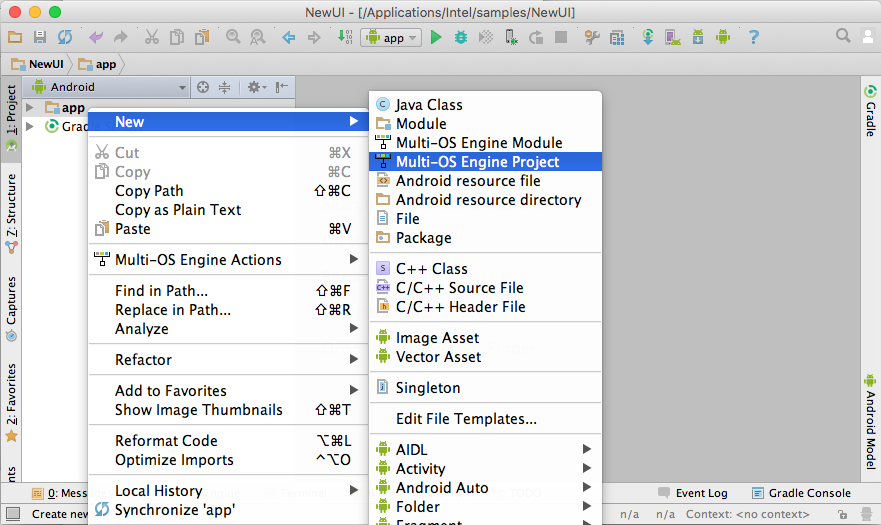 NewUI - [/Applications/Intel/samples/NewUI]
app
NewUI
app
Android
1: Project
Z: Structure
Captures
2: Favorites
app
New
Cut ⌘X
Copy ⌘C
Copy Path ⇧⌘C
Copy as Plain Text
Paste ⌘V
Multi-OS Engine Actions
Find in Path... ⇧⌘F
Replace in Path... ⇧⌘R
Analyze
Refactor
Add to Favorites
Show Image Thumbnails ⇧⌘T
Reformat Code ⌥⌘L
Optimize Imports ^⌥O
Local History
Synchronize 'app'
Java Class
Module
Multi-OS Engine Module
Multi-OS Engine Project
Android resource file
Android resource directory
File
Package
C++ Class
C/C++ Source File
C/C++ Header File
Image Asset
Vector Asset
Singleton
Edit File Templates...
AIDL
Activity
Android Auto
Folder
Fragment
Gradle
Android Model
0: Mess
Event Log
Gradle Console
Create new
n/a n/a Context: <no context>